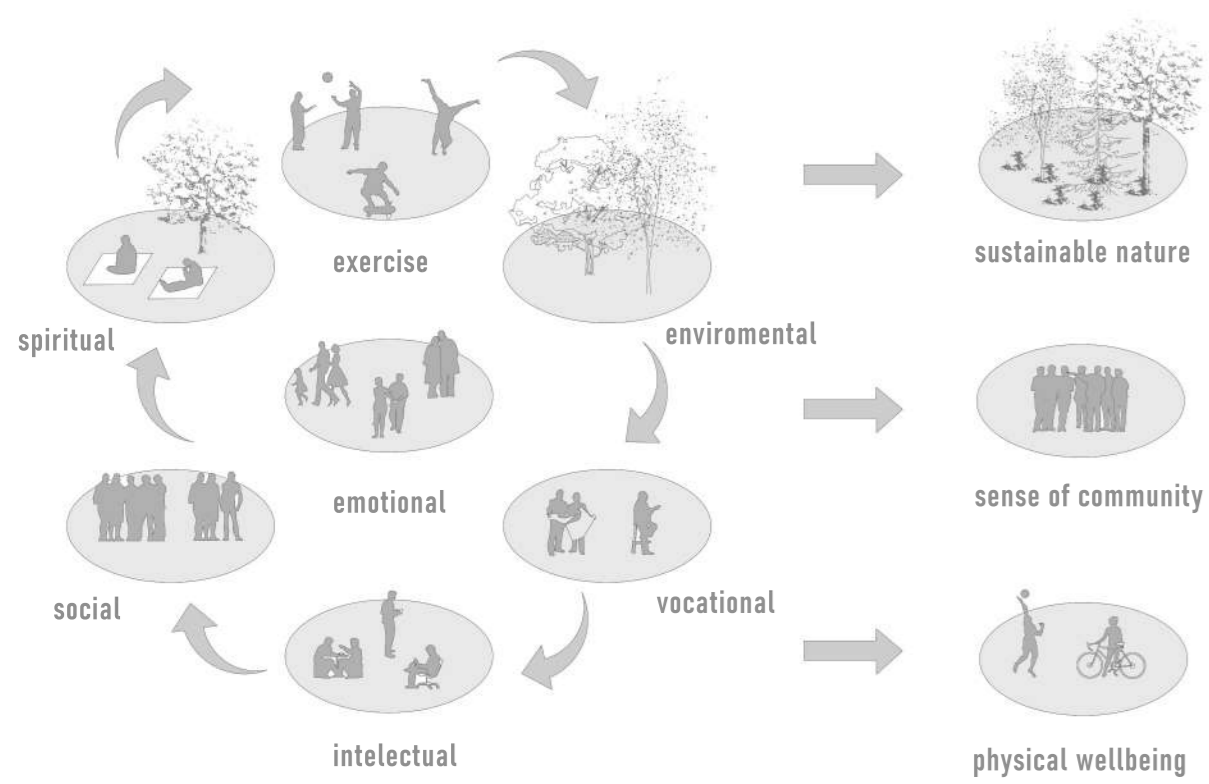 exercise
sustainable nature
spiritual
enviromental
emotional
sense of community
social
vocational
intelectual
physical wellbeing